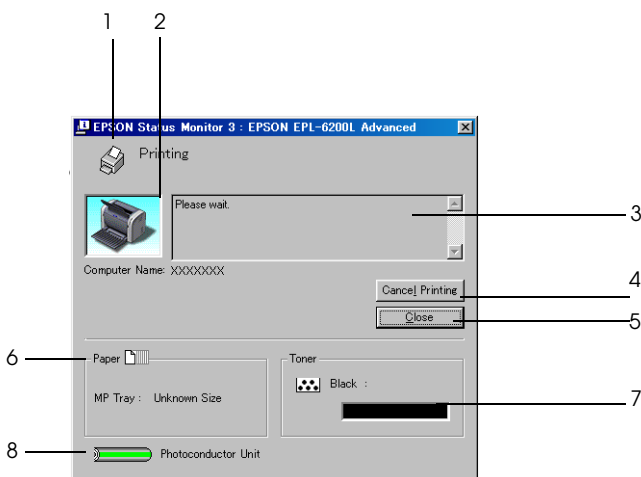 1 2
EPSON Status Monitor 3 : EPSON EPL-6200L Advanced
Printing
Please wait.
3
Computer Name: XXXXXXX
Cancel Printing
4
Close
5
6
Paper
Toner
MP Tray : Unknown Size
Black :
7
8
Photoconductor Unit